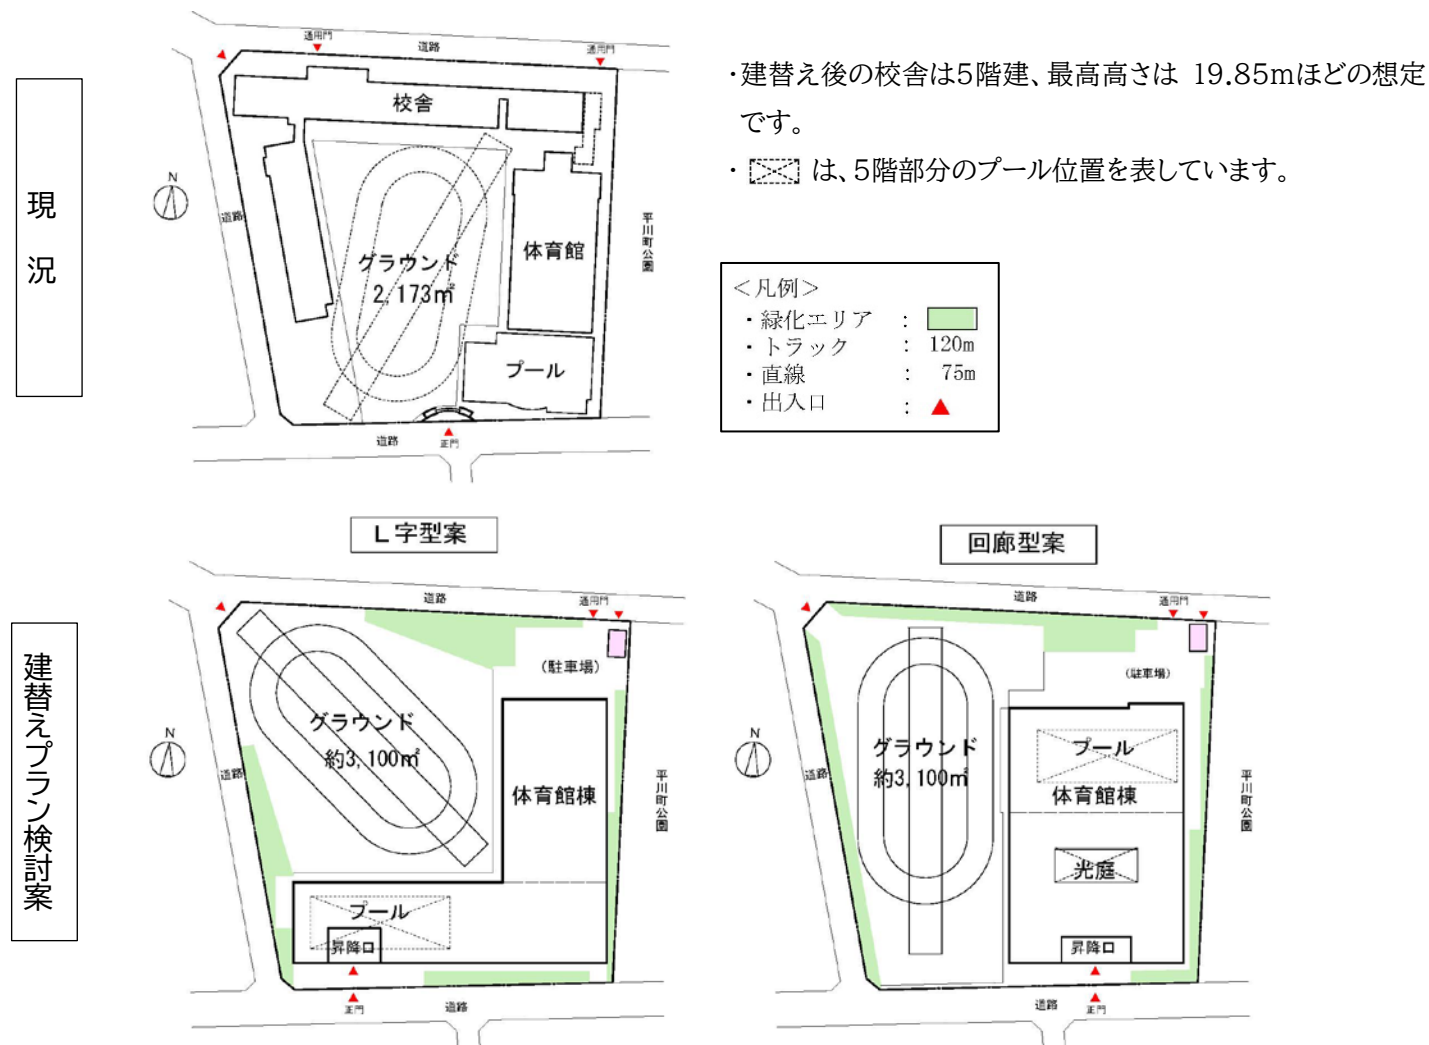 現況
通用門
道路
通用門
校舎
N
道路
グラウンド
2,173㎡
体育館
平川町公園
プール
道路
正門
・建替え後の校舎は5階建、最高高さは 19.85mほどの想定
です。
・ は、5階部分のプール位置を表しています。
＜凡例＞
・緑化エリア :
・トラック : 120m
・直線 : 75m
・出入口 :
建替えプラン検討案
L字型案
道路
通用門
(駐車場)
N
道路
グラウンド
約3,100㎡
体育館棟
平川町公園
プール
昇降口
正門
道路
回廊型案
道路
通用門
(駐車場)
N
道路
グラウンド
約3,100㎡
プール
体育館棟
平川町公園
光庭
昇降口
道路
正門